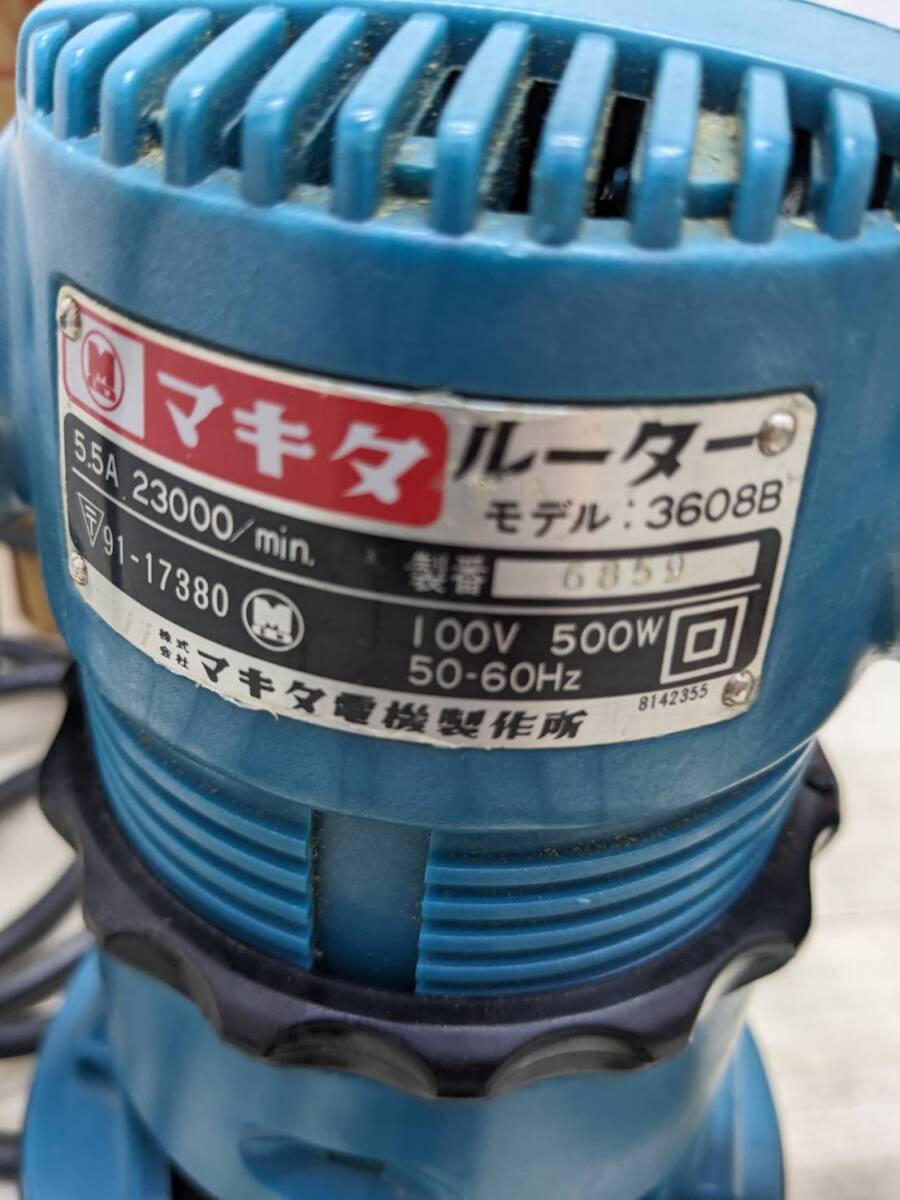 M マキタ ルーター
モデル : 3608B
5.5A 23000/min.
製番 6859
T 91-17380 M
100V 500W
50-60Hz
株式会社 マキタ電機製作所
8142355